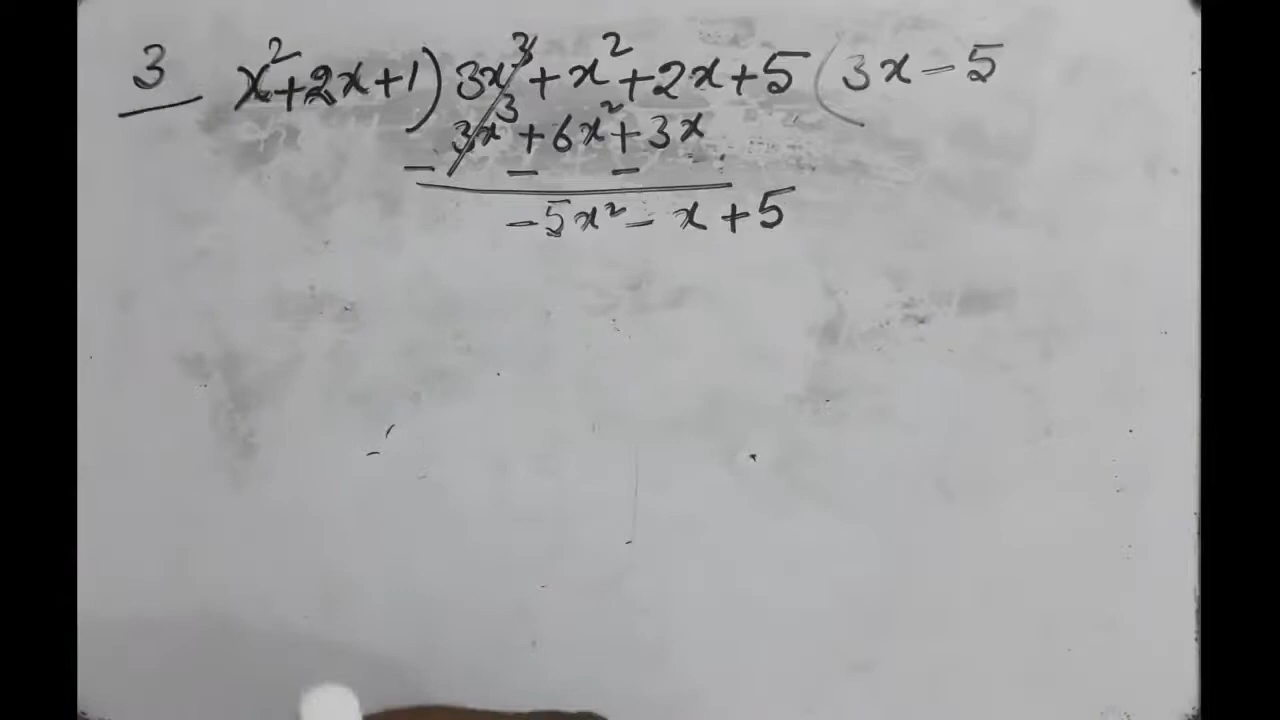 3 x²+2x+1) 3x³+x²+2x+5 (3x-5
3x³+6x²+3x
- - -
-5x²-x+5